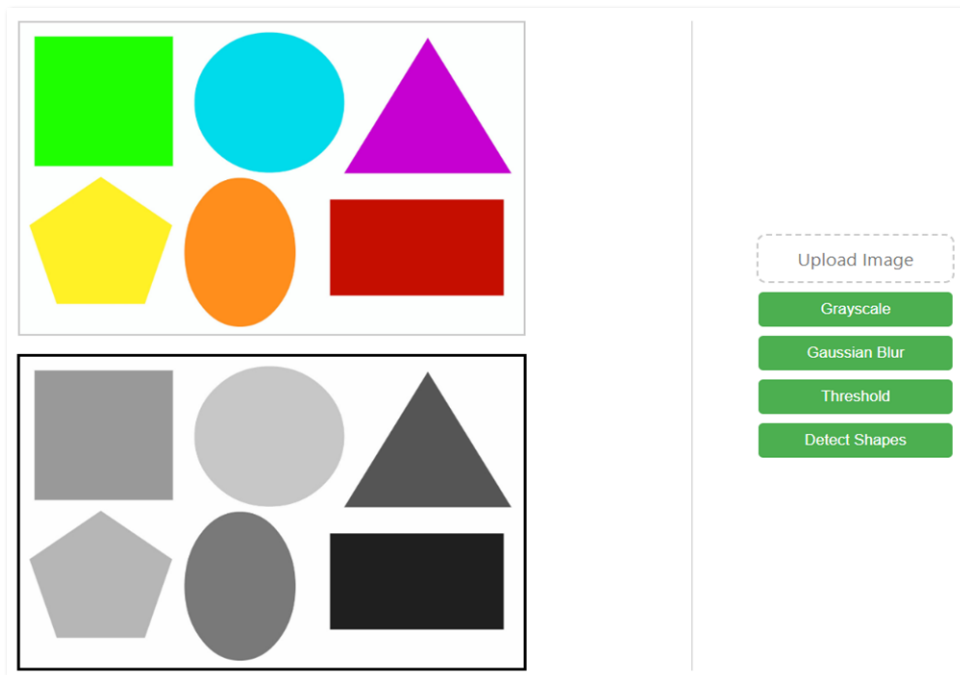 Upload Image
Grayscale
Gaussian Blur
Threshold
Detect Shapes